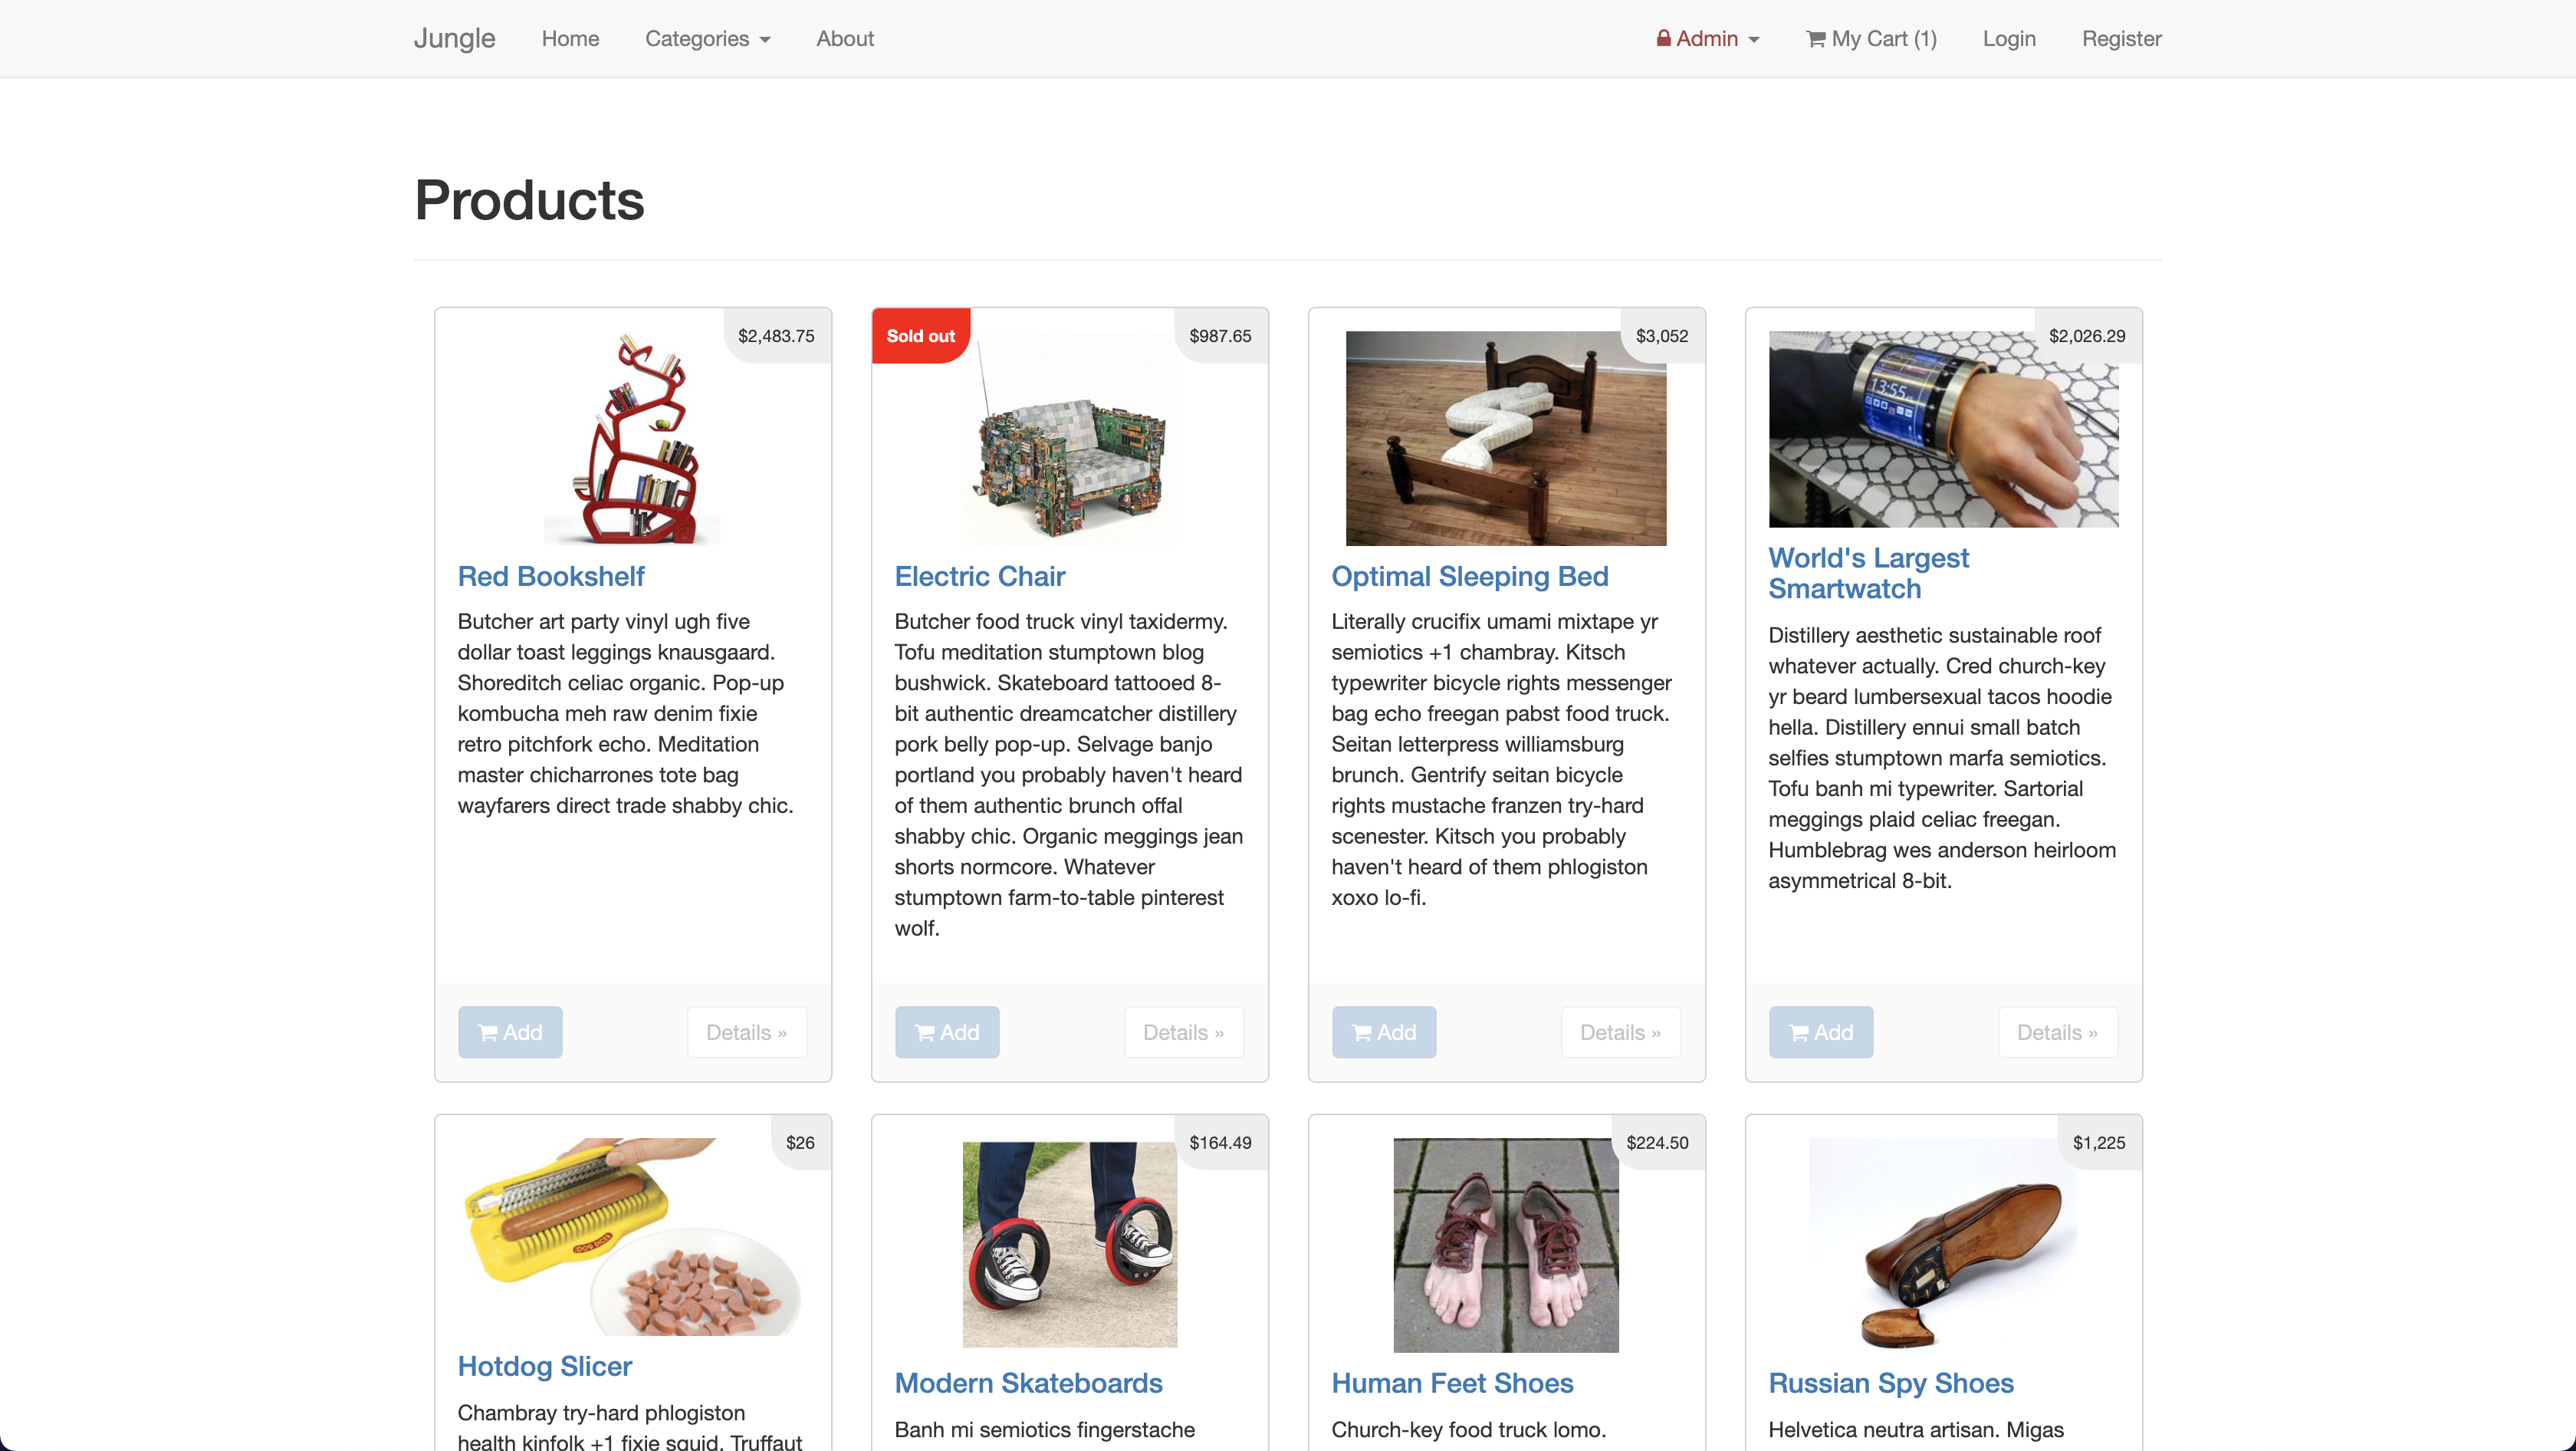 Jungle Home Categories About Admin My Cart (1) Login Register
Products
$2,483.75
Red Bookshelf
Butcher art party vinyl ugh five
dollar toast leggings knausgaard.
Shoreditch celiac organic. Pop-up
kombucha meh raw denim fixie
retro pitchfork echo. Meditation
master chicharrones tote bag
wayfarers direct trade shabby chic.
Add Details »
Sold out $987.65
Electric Chair
Butcher food truck vinyl taxidermy.
Tofu meditation stumptown blog
bushwick. Skateboard tattooed 8-
bit authentic dreamcatcher distillery
pork belly pop-up. Selvage banjo
portland you probably haven't heard
of them authentic brunch offal
shabby chic. Organic meggings jean
shorts normcore. Whatever
stumptown farm-to-table pinterest
wolf.
Add Details »
$3,052
Optimal Sleeping Bed
Literally crucifix umami mixtape yr
semiotics +1 chambray. Kitsch
typewriter bicycle rights messenger
bag echo freegan pabst food truck.
Seitan letterpress williamsburg
brunch. Gentrify seitan bicycle
rights mustache franzen try-hard
scenester. Kitsch you probably
haven't heard of them phlogiston
xoxo lo-fi.
Add Details »
$2,026.29
13:55
World's Largest
Smartwatch
Distillery aesthetic sustainable roof
whatever actually. Cred church-key
yr beard lumbersexual tacos hoodie
hella. Distillery ennui small batch
selfies stumptown marfa semiotics.
Tofu banh mi typewriter. Sartorial
meggings plaid celiac freegan.
Humblebrag wes anderson heirloom
asymmetrical 8-bit.
Add Details »
$26
Hotdog Slicer
Chambray try-hard phlogiston
health kinfolk +1 fixie squid. Truffaut
$164.49
Modern Skateboards
Banh mi semiotics fingerstache
$224.50
Human Feet Shoes
Church-key food truck lomo.
$1,225
Russian Spy Shoes
Helvetica neutra artisan. Migas